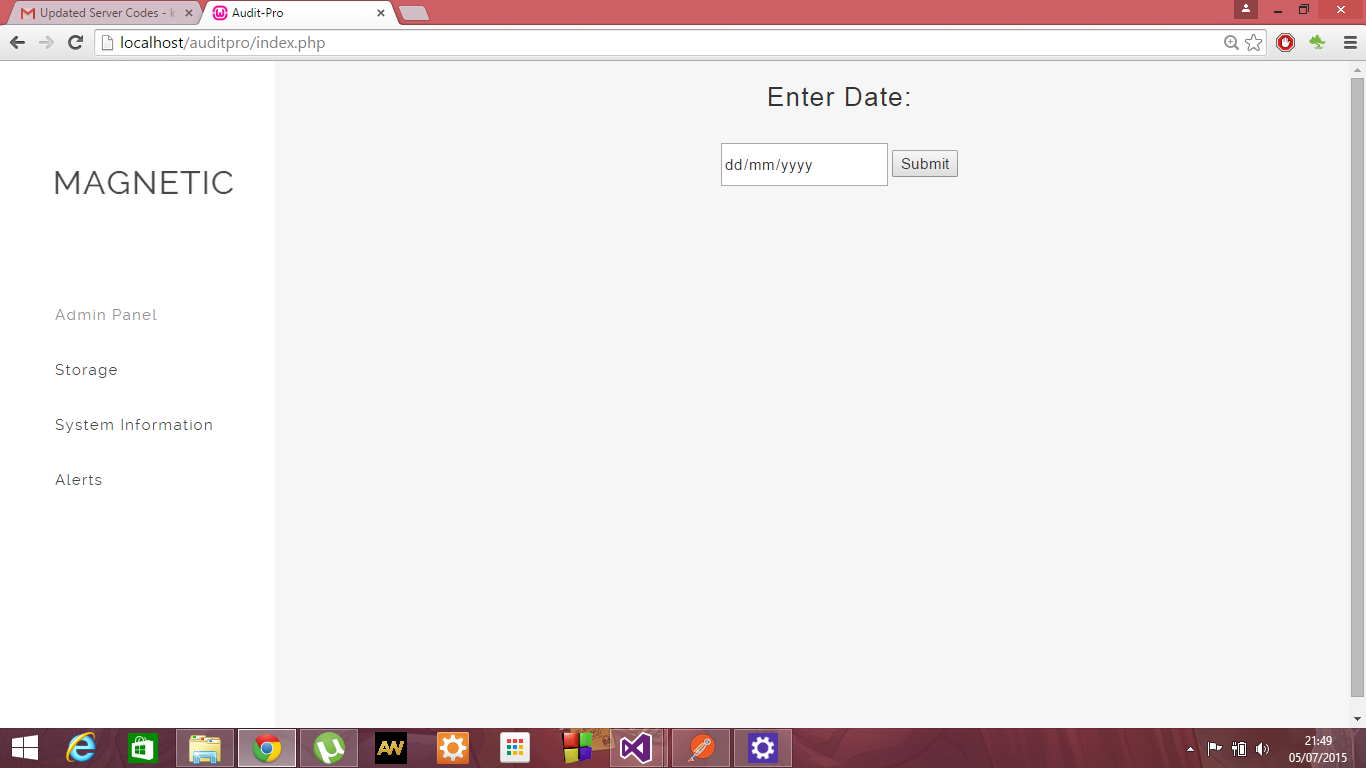 Updated Server Codes - k
Audit-Pro
localhost/auditpro/index.php
Enter Date:
dd/mm/yyyy
Submit
MAGNETIC
Admin Panel
Storage
System Information
Alerts
AW
21:49
05/07/2015